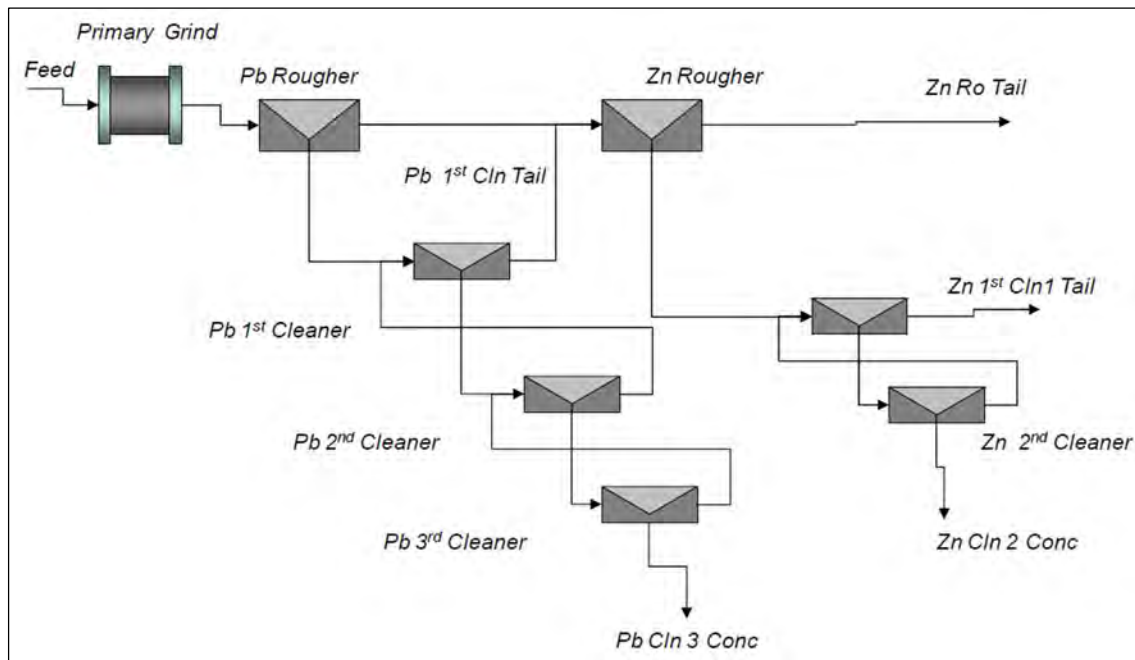 Primary Grind
Feed
Pb Rougher
Zn Rougher
Zn Ro Tail
Pb 1st Cln Tail
Zn 1st Cln1 Tail
Pb 1st Cleaner
Pb 2nd Cleaner
Zn 2nd Cleaner
Pb 3rd Cleaner
Zn Cln 2 Conc
Pb Cln 3 Conc